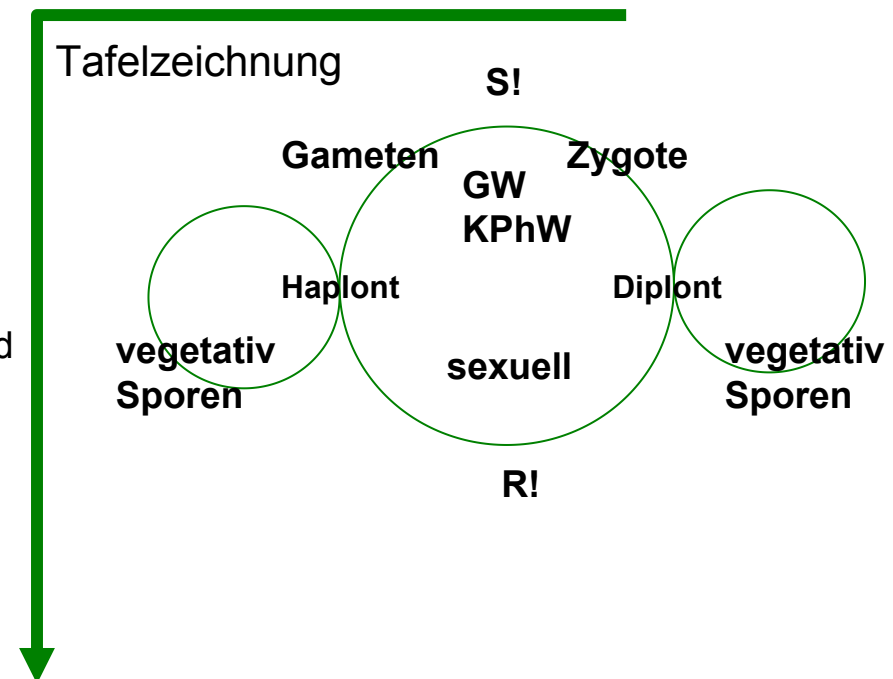 Tafelzeichnung
S!
Gameten
Zygote
GW
KPhW
Haplont
Diplont
d
vegetativ
Sporen
sexuell
vegetativ
Sporen
R!